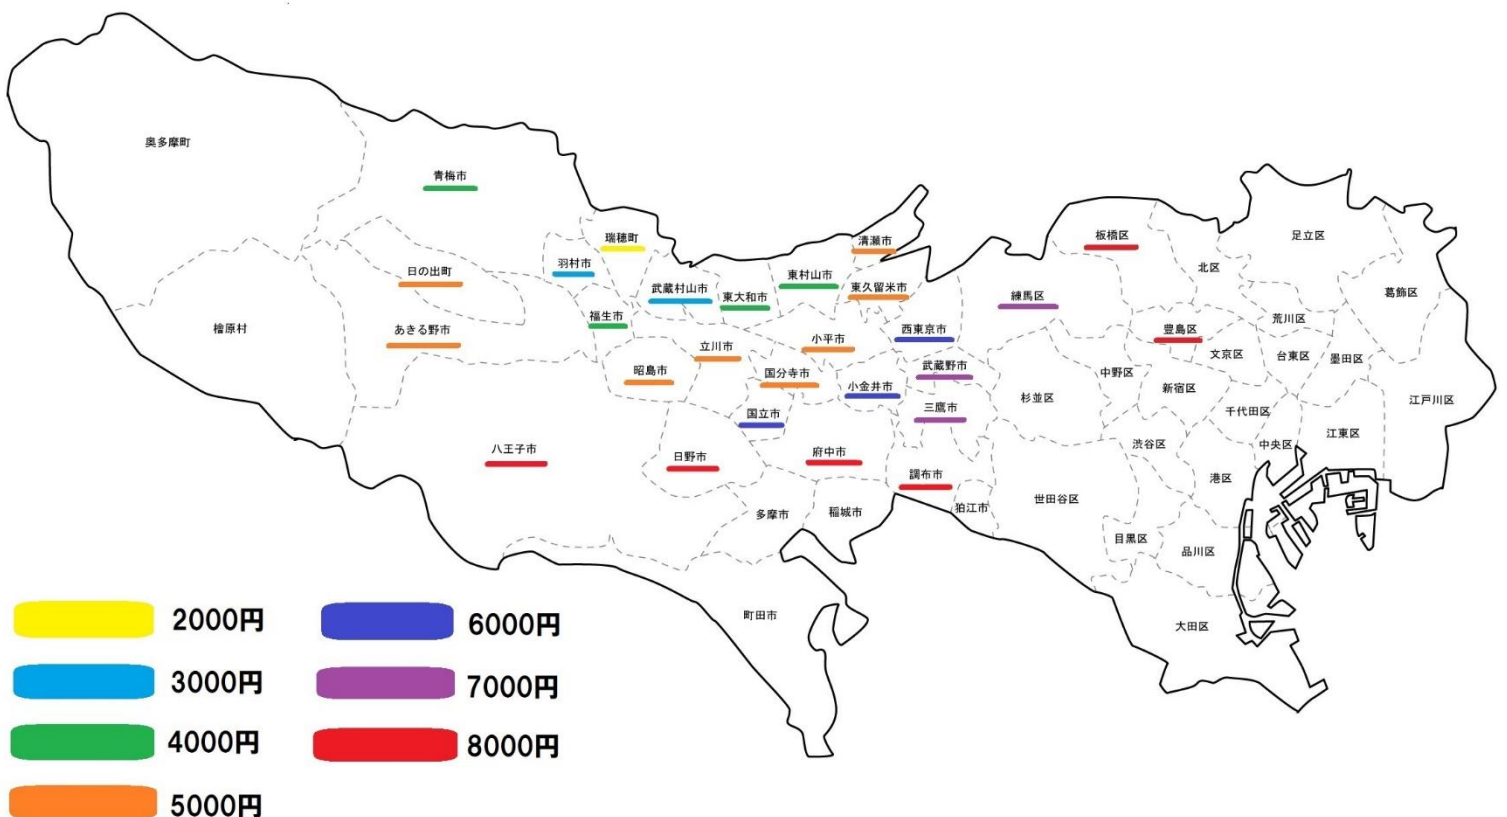 奥多摩町
青梅市
瑞穂町
羽村市
日の出町
檜原村
あきる野市
福生市
武蔵村山市
東大和市
東村山市
清瀬市
東久留米市
西東京市
小平市
立川市
昭島市
国分寺市
小金井市
武蔵野市
三鷹市
国立市
八王子市
日野市
府中市
調布市
狛江市
多摩市
稲城市
町田市
板橋区
練馬区
北区
足立区
葛飾区
荒川区
豊島区
文京区
台東区
墨田区
中野区
杉並区
新宿区
千代田区
江戸川区
渋谷区
中央区
江東区
港区
世田谷区
目黒区
品川区
大田区
2000円
3000円
4000円
5000円
6000円
7000円
8000円